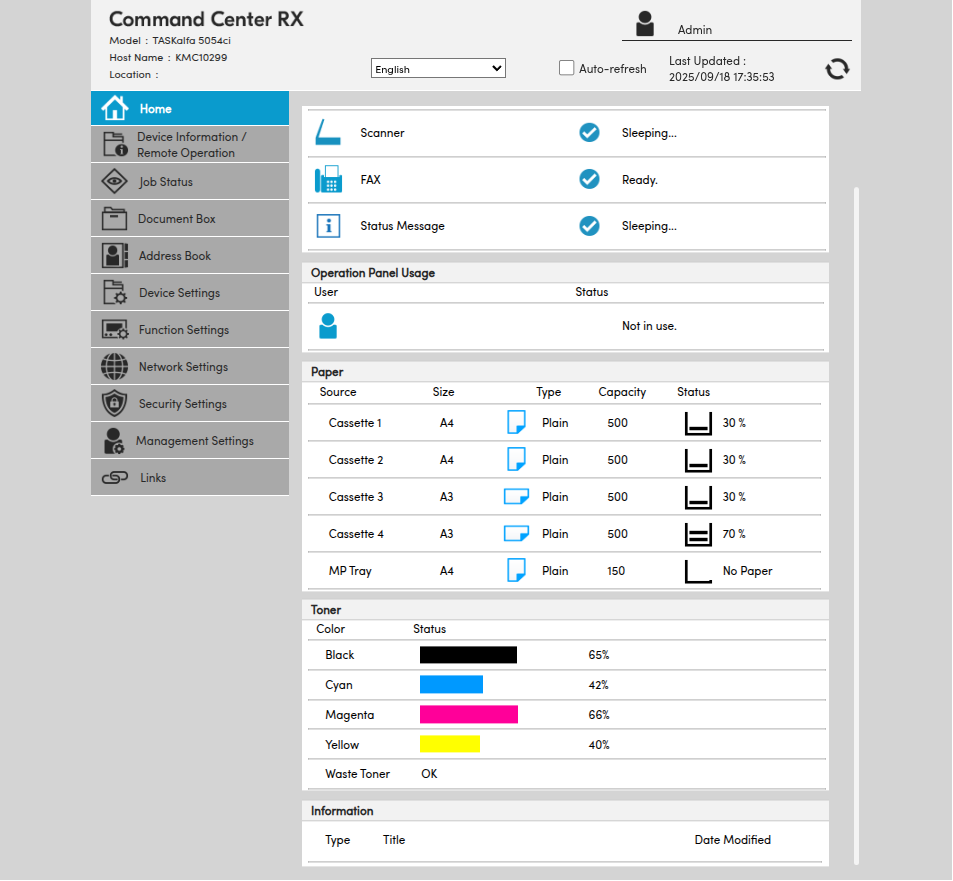 Command Center RX
Model : TASKalfa 5054ci
Host Name : KMC10299
Location :
English
Auto-refresh
Admin
Last Updated :
2025/09/18 17:35:53
Home
Device Information /
Remote Operation
Job Status
Document Box
Address Book
Device Settings
Function Settings
Network Settings
Security Settings
Management Settings
Links
Scanner Sleeping...
FAX Ready.
Status Message Sleeping...
Operation Panel Usage
User Status
Not in use.
Paper
Source Size Type Capacity Status
Cassette 1 A4 Plain 500 30 %
Cassette 2 A4 Plain 500 30 %
Cassette 3 A3 Plain 500 30 %
Cassette 4 A3 Plain 500 70 %
MP Tray A4 Plain 150 No Paper
Toner
Color Status
Black 65%
Cyan 42%
Magenta 66%
Yellow 40%
Waste Toner OK
Information
Type Title Date Modified